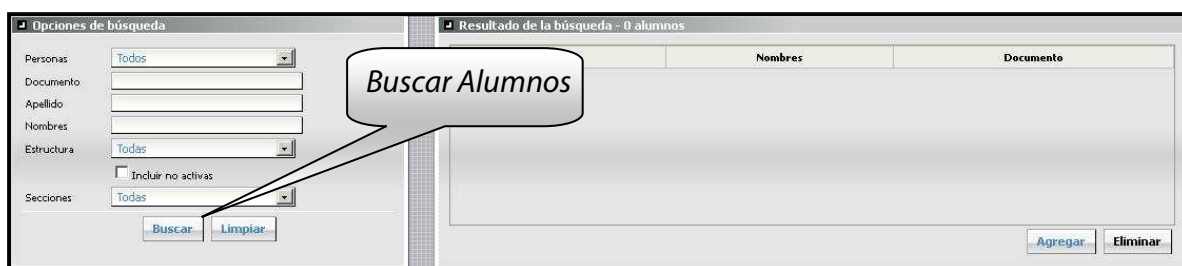 Opciones de búsqueda
Personas Todos
Documento
Apellido
Nombres
Estructura Todas
Incluir no activas
Secciones Todas
Buscar Limpiar
Buscar Alumnos
Resultado de la búsqueda - 0 alumnos
Nombres Documento
Agregar Eliminar